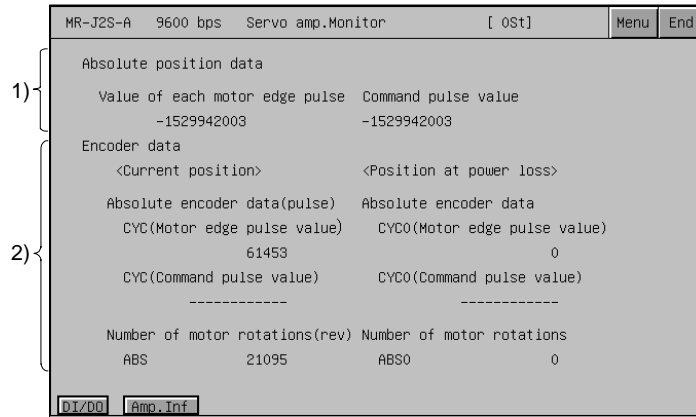 MR-J2S-A 9600 bps Servo amp.Monitor [ OSt] Menu End
1)
Absolute position data
Value of each motor edge pulse Command pulse value
-1529942003 -1529942003
2)
Encoder data
<Current position> <Position at power loss>
Absolute encoder data(pulse) Absolute encoder data
CYC(Motor edge pulse value) CYC0(Motor edge pulse value)
61453 0
CYC(Command pulse value) CYC0(Command pulse value)
------------ ------------
Number of motor rotations(rev) Number of motor rotations
ABS 21095 ABS0 0
DI/DO Amp.Inf